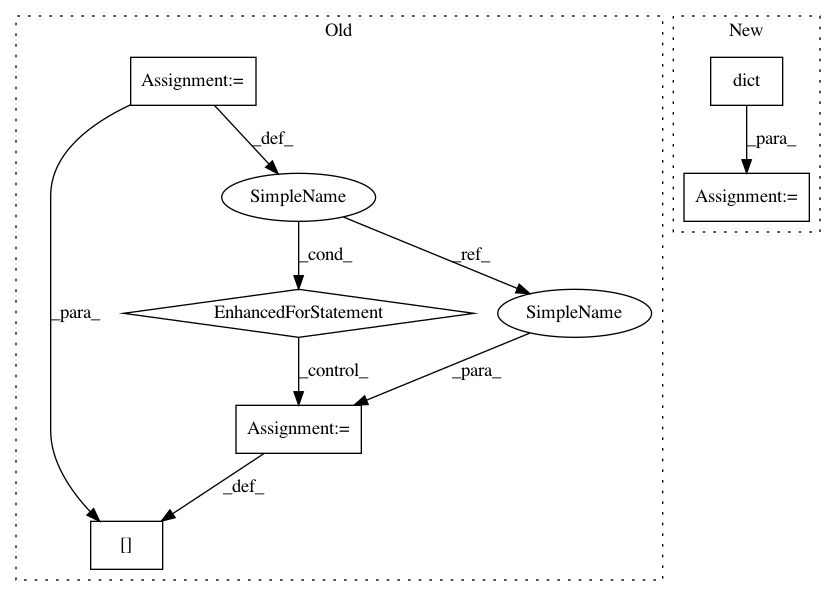 Old
New
Assignment:=
dict
_def_
_para_
SimpleName
Assignment:=
_cond_
_ref_
_para_
EnhancedForStatement
SimpleName
_control_
_para_
Assignment:=
_def_
[]